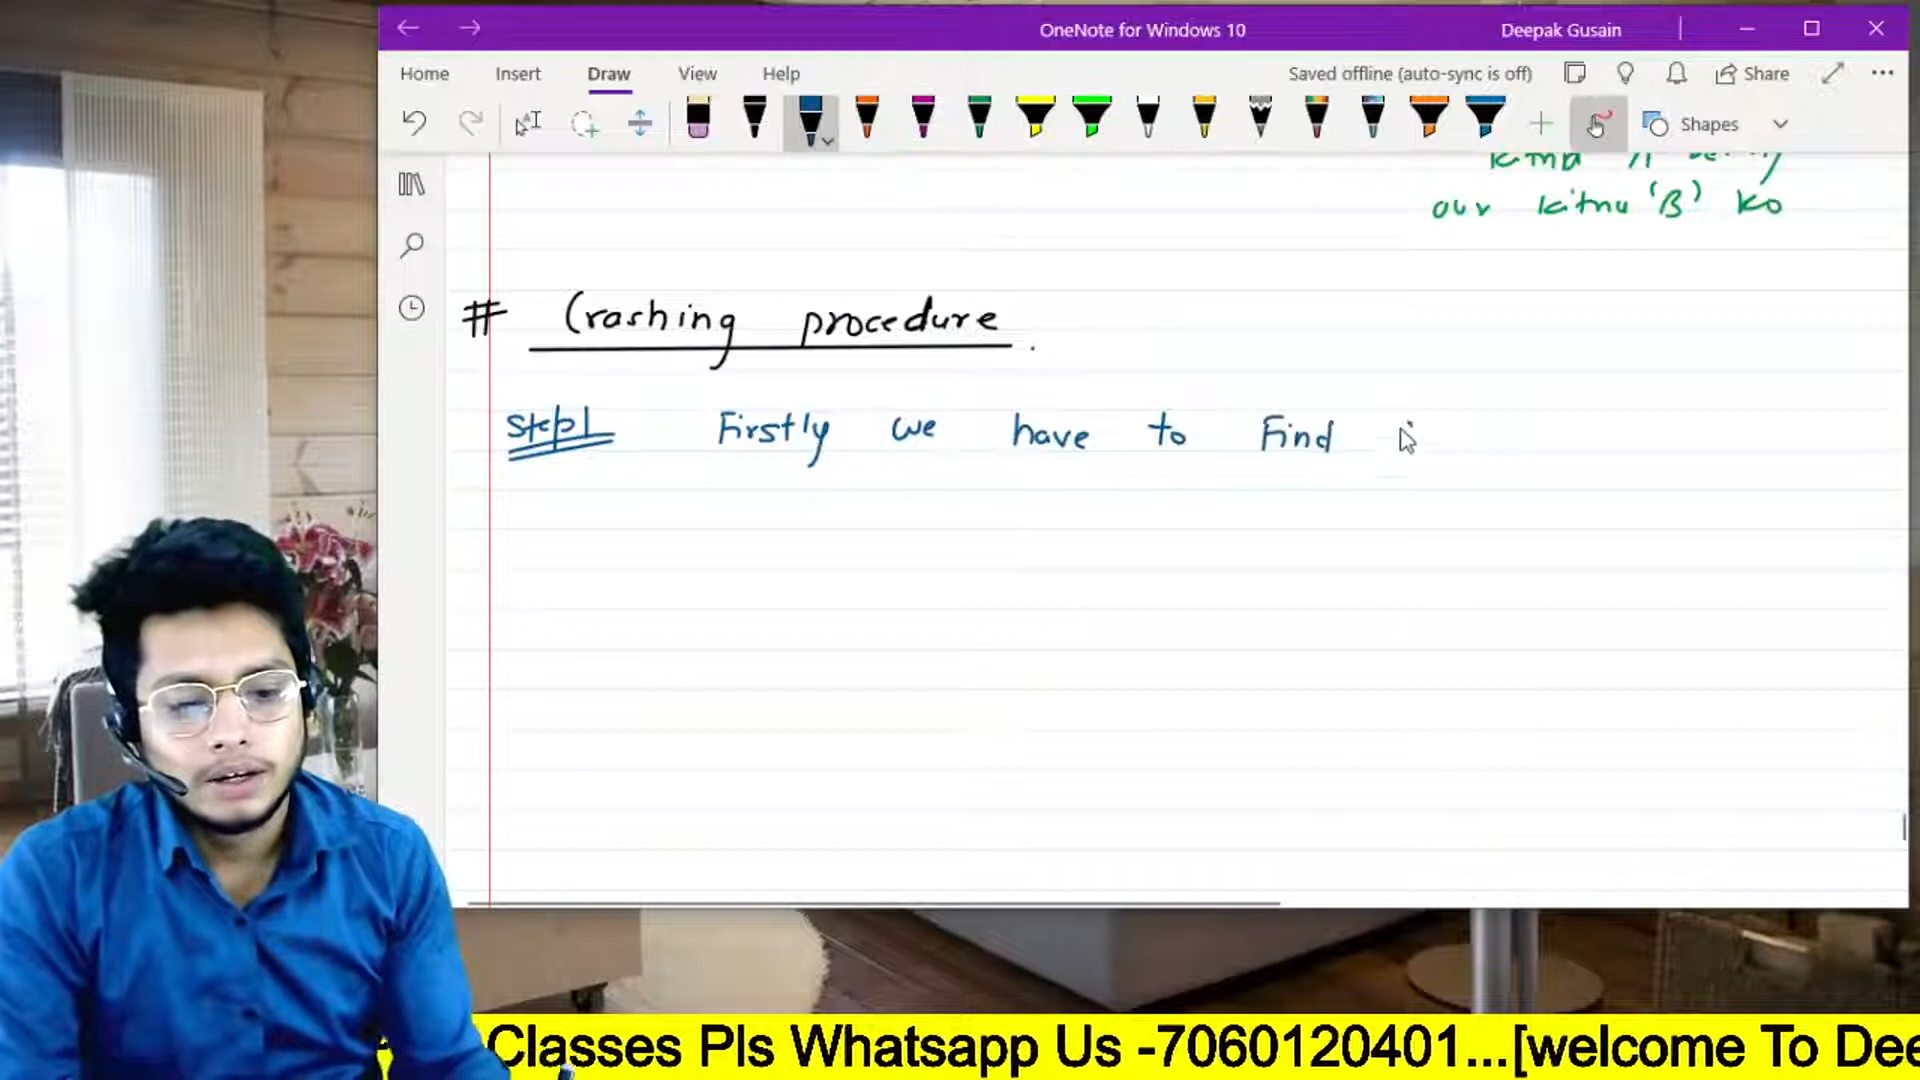 OneNote for Windows 10
Deepak Gusain
Home Insert Draw View Help
Saved offline (auto-sync is off)
Share
Shapes
kitna
our kitna 'B' ko
# Crashing procedure.
Step1 Firstly we have to Find
Classes Pls Whatsapp Us -7060120401...[welcome To Dee